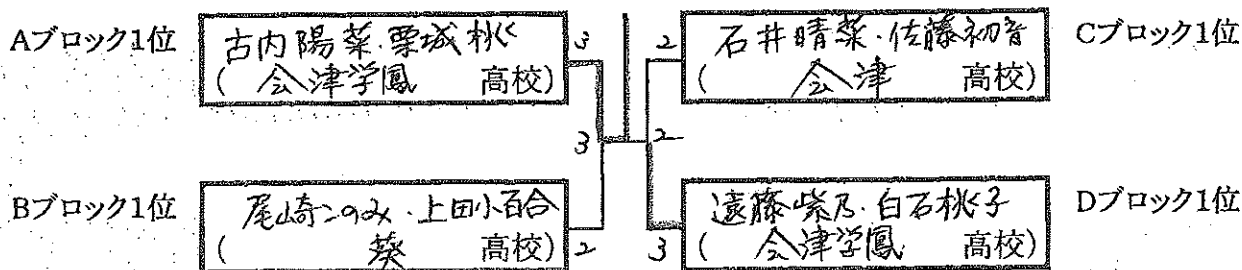 Aブロック1位
古内陽菜・栗城桃
(会津学鳳 高校)
3
2
石井晴菜・佐藤初音
(会津 高校)
Cブロック1位
3
2
Bブロック1位
尾崎このみ・上田小百合
(葵 高校)
2
3
遠藤紫乃・白石桃子
(会津学鳳 高校)
Dブロック1位